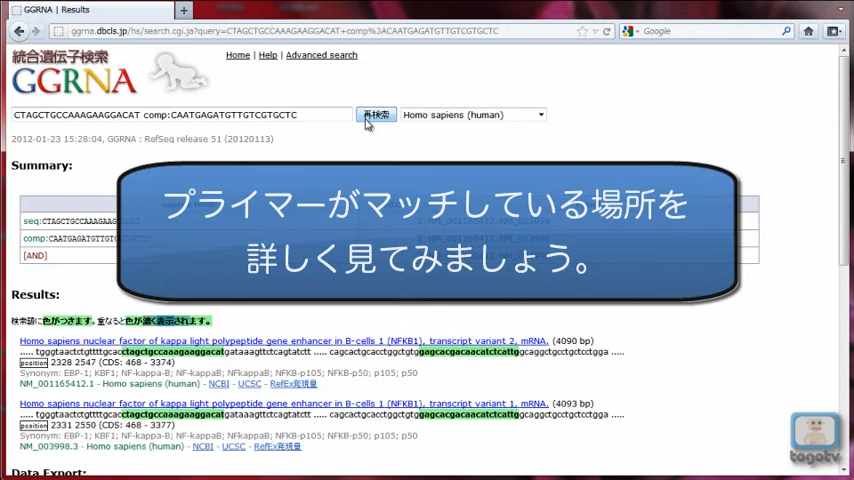 GGRNA | Results
ggrna.dbcls.jp/hs/search.cgi.ja?query=CTAGCTGCCAAAGAAGGACAT+comp%3ACAATGAGATGTTGTCGTGCTC
Google
Home | Help | Advanced search
統合遺伝子検索
GGRNA
CTAGCTGCCAAAGAAGGACAT comp:CAATGAGATGTTGTCGTGCTC 再検索 Homo sapiens (human)
2012-01-23 15:28:04, GGRNA : RefSeq release 51 (20120113)
Summary:
プライマーがマッチしている場所を
詳しく見てみましょう。
seq:CTAGCTGCCAAAGAAGGACAT
comp:CAATGAGATGTTGTCGTGCTC
[AND]
Results:
検索語に色がつきます。重なると色が濃く表示されます。
Homo sapiens nuclear factor of kappa light polypeptide gene enhancer in B-cells 1 (NFKB1), transcript variant 2, mRNA. (4090 bp)
..... tgggtaactctgttttgcacctagctgccaaagaaggacatgataaagttctcagtatctt ..... cagcactgacctggctgtggagcacgacaacatctcattggcaggctgcctgctcctgga .....
position 2328 2547 (CDS: 468 - 3374)
Synonym: EBP-1; KBF1; NF-kappa-B; NF-kappaB; NFkappaB; NFKB-p105; NFKB-p50; p105; p50
NM_001165412.1 - Homo sapiens (human) - NCBI - UCSC - RefEx発現量
Homo sapiens nuclear factor of kappa light polypeptide gene enhancer in B-cells 1 (NFKB1), transcript variant 1, mRNA. (4093 bp)
..... tgggtaactctgttttgcacctagctgccaaagaaggacatgataaagttctcagtatctt ..... cagcactgacctggctgtggagcacgacaacatctcattggcaggctgcctgctcctgga .....
position 2331 2550 (CDS: 468 - 3377)
Synonym: EBP-1; KBF1; NF-kappa-B; NF-kappaB; NFkappaB; NFKB-p105; NFKB-p50; p105; p50
NM_003998.3 - Homo sapiens (human) - NCBI - UCSC - RefEx発現量
Data Export:
togotv